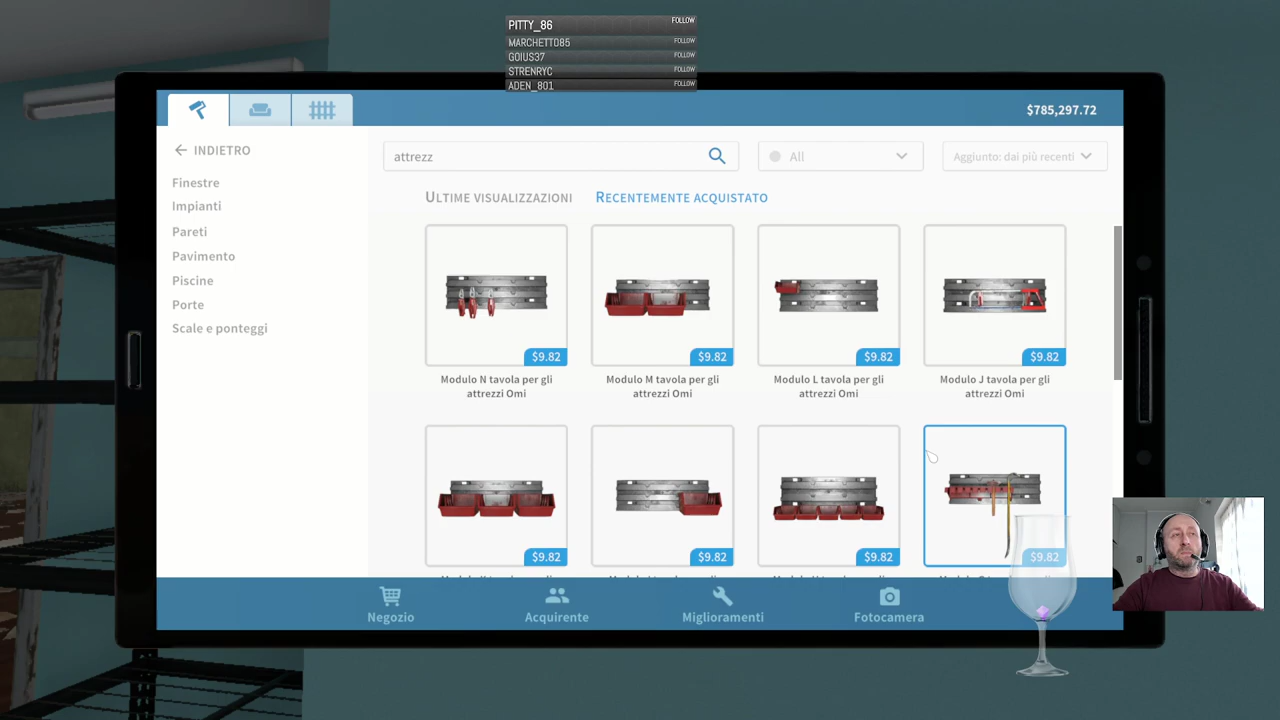 PITTY_86 FOLLOW
MARCHETTO85 FOLLOW
GOIUS37 FOLLOW
STRENRYC FOLLOW
ADEN_801 FOLLOW
$785,297.72
INDIETRO
Finestre
Impianti
Pareti
Pavimento
Piscine
Porte
Scale e ponteggi
attrezz
All
Aggiunto: dai più recenti
ULTIME VISUALIZZAZIONI
RECENTEMENTE ACQUISTATO
$9.82
$9.82
$9.82
$9.82
Modulo N tavola per gli
attrezzi Omi
Modulo M tavola per gli
attrezzi Omi
Modulo L tavola per gli
attrezzi Omi
Modulo J tavola per gli
attrezzi Omi
$9.82
$9.82
$9.82
$9.82
Negozio
Acquirente
Miglioramenti
Fotocamera